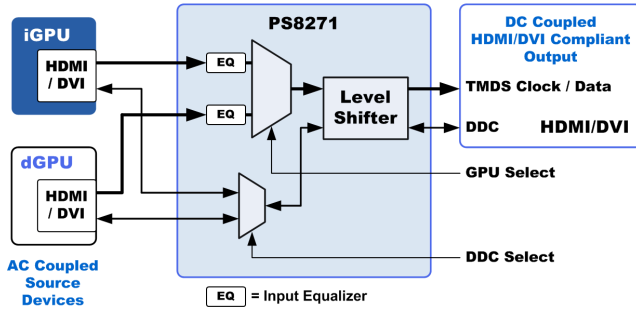 iGPU
HDMI
/ DVI
dGPU
HDMI
/ DVI
AC Coupled
Source
Devices
PS8271
EQ
EQ
Level
Shifter
DC Coupled
HDMI/DVI Compliant
Output
TMDS Clock / Data
DDC HDMI/DVI
GPU Select
DDC Select
EQ = Input Equalizer